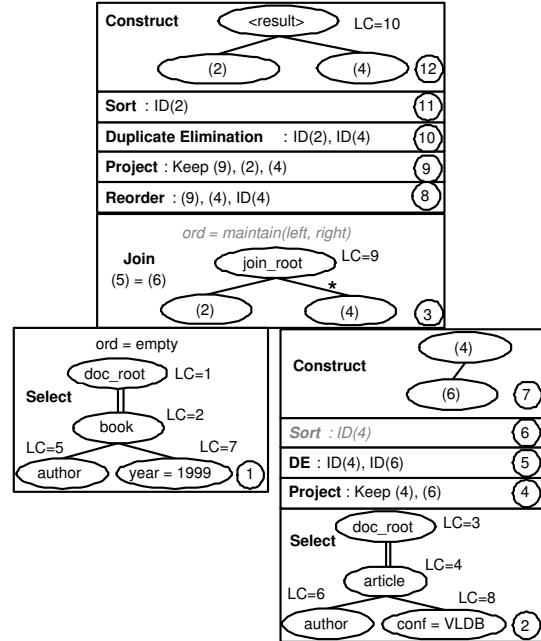 Construct
<result>
LC=10
(2)
(4)
12
Sort : ID(2)
11
Duplicate Elimination : ID(2), ID(4)
10
Project : Keep (9), (2), (4)
9
Reorder : (9), (4), ID(4)
8
ord = maintain(left, right)
Join
(5) = (6)
join_root
LC=9
*
(2)
(4)
3
ord = empty
doc_root
LC=1
Select
book
LC=2
LC=5
LC=7
author
year = 1999
1
Construct
(4)
(6)
7
Sort : ID(4)
6
DE : ID(4), ID(6)
5
Project : Keep (4), (6)
4
doc_root
LC=3
Select
article
LC=4
LC=6
LC=8
author
conf = VLDB
2